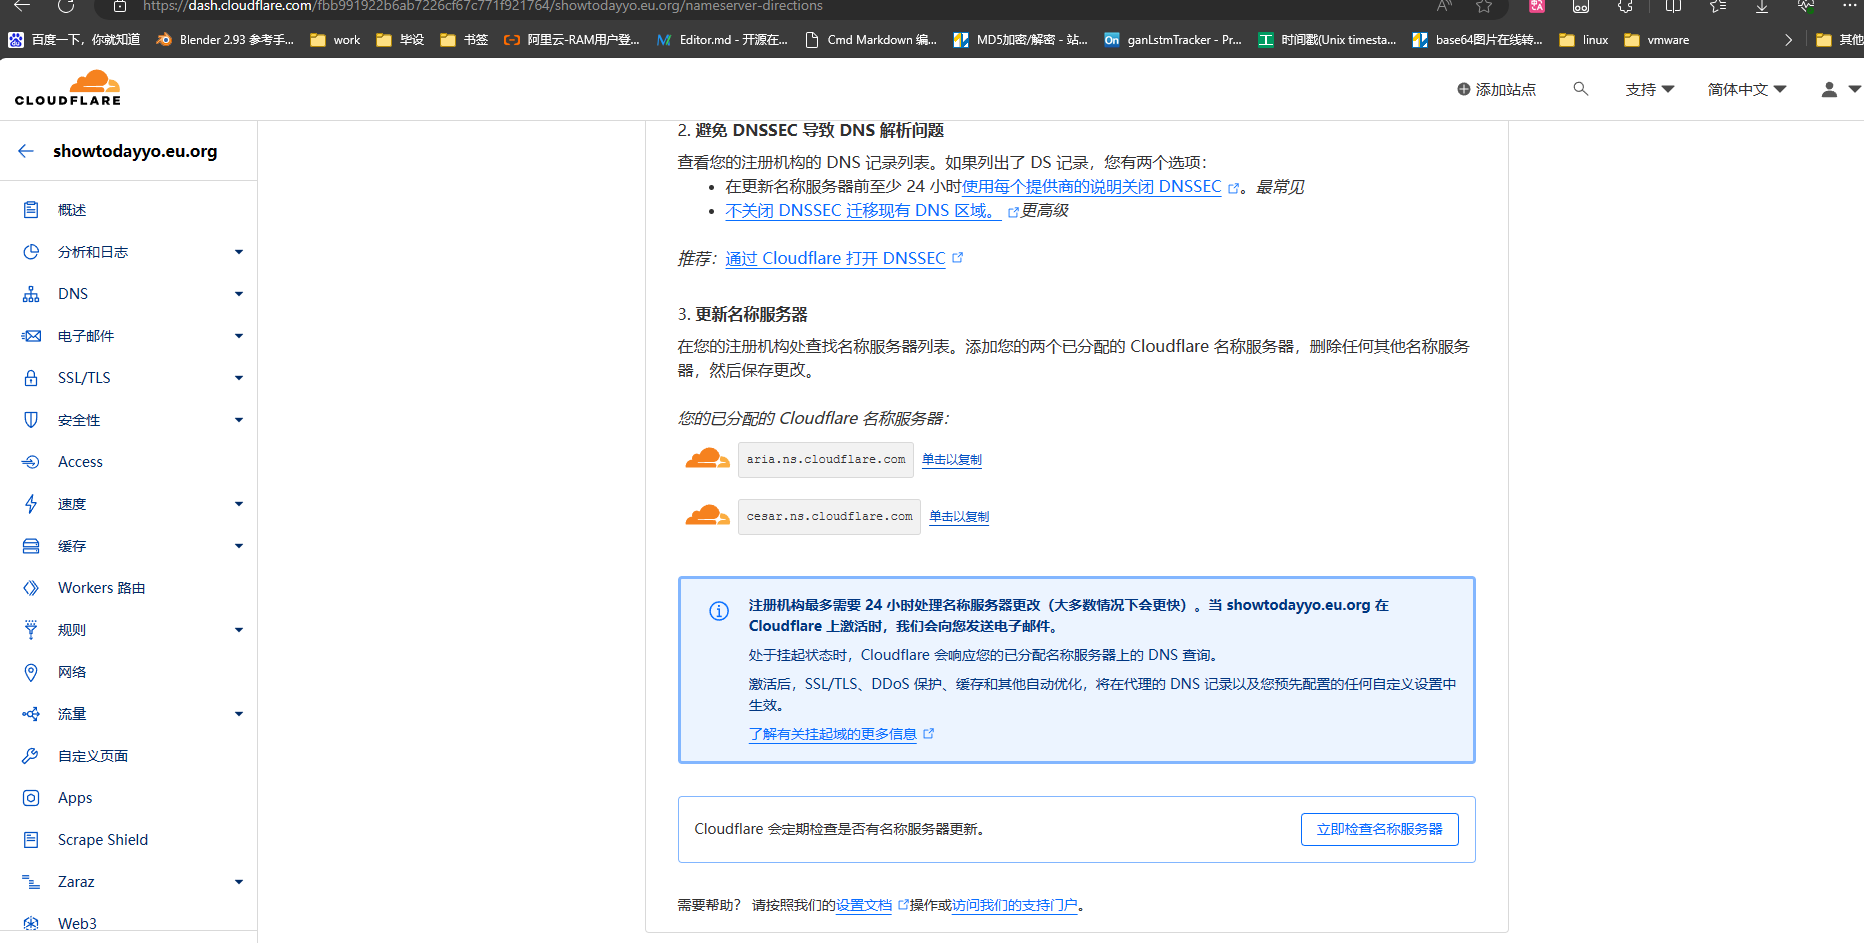 https://dash.cloudflare.com/fbb991922b6ab7226cf67c771f921764/showtodayyo.eu.org/nameserver-directions
百度一下，你就知道
Blender 2.93 参考手...
work
毕设
书签
阿里云-RAM用户登...
Editor.md - 开源在...
Cmd Markdown 编...
MD5加密/解密 - 站...
ganLstmTracker - Pr...
时间戳(Unix timesta...
base64图片在线转...
linux
vmware
其他
CLOUDFLARE
添加站点
支持
简体中文
showtodayyo.eu.org
概述
分析和日志
DNS
电子邮件
SSL/TLS
安全性
Access
速度
缓存
Workers 路由
规则
网络
流量
自定义页面
Apps
Scrape Shield
Zaraz
Web3
2. 避免 DNSSEC 导致 DNS 解析问题
查看您的注册机构的 DNS 记录列表。如果列出了 DS 记录，您有两个选项：
• 在更新名称服务器前至少 24 小时使用每个提供商的说明关闭 DNSSEC 。最常见
• 不关闭 DNSSEC 迁移现有 DNS 区域。 更高级
推荐：通过 Cloudflare 打开 DNSSEC
3. 更新名称服务器
在您的注册机构处查找名称服务器列表。添加您的两个已分配的 Cloudflare 名称服务器，删除任何其他名称服务
器，然后保存更改。
您的已分配的 Cloudflare 名称服务器：
aria.ns.cloudflare.com 单击以复制
cesar.ns.cloudflare.com 单击以复制
注册机构最多需要 24 小时处理名称服务器更改（大多数情况下会更快）。当 showtodayyo.eu.org 在
Cloudflare 上激活时，我们会向您发送电子邮件。
处于挂起状态时，Cloudflare 会响应您的已分配名称服务器上的 DNS 查询。
激活后，SSL/TLS、DDoS 保护、缓存和其他自动优化，将在代理的 DNS 记录以及您预先配置的任何自定义设置中
生效。
了解有关挂起域的更多信息
Cloudflare 会定期检查是否有名称服务器更新。
立即检查名称服务器
需要帮助？ 请按照我们的设置文档 操作或访问我们的支持门户。